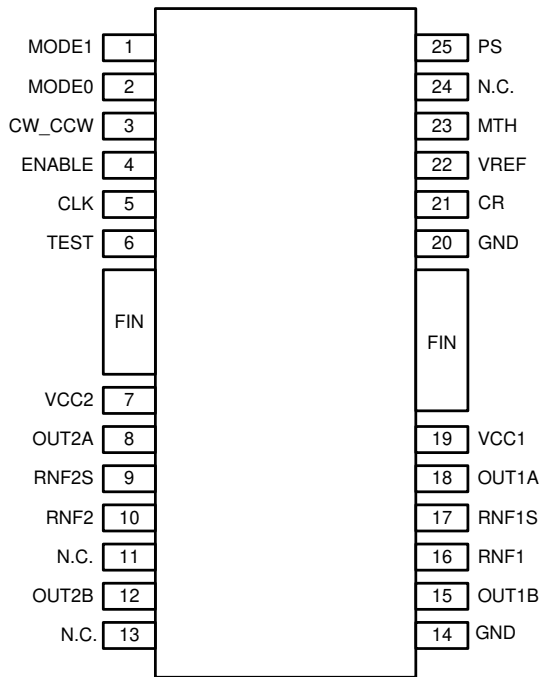 MODE1 1
MODE0 2
CW_CCW 3
ENABLE 4
CLK 5
TEST 6
FIN
VCC2 7
OUT2A 8
RNF2S 9
RNF2 10
N.C. 11
OUT2B 12
N.C. 13
25 PS
24 N.C.
23 MTH
22 VREF
21 CR
20 GND
FIN
19 VCC1
18 OUT1A
17 RNF1S
16 RNF1
15 OUT1B
14 GND